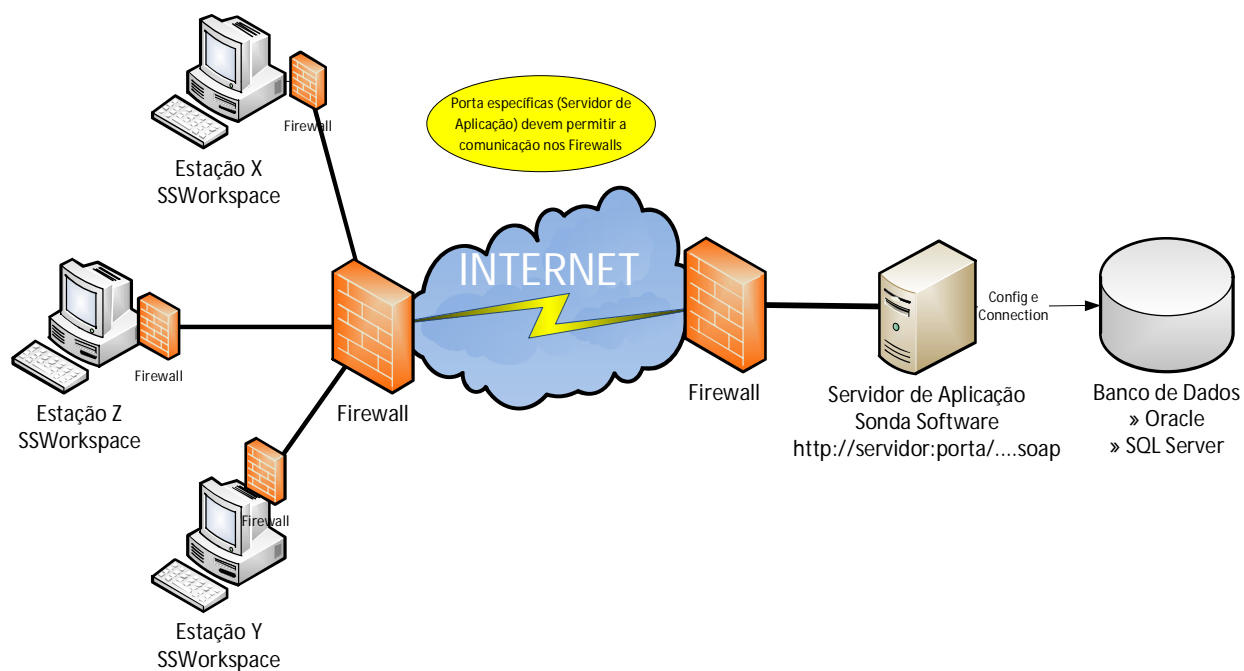 Porta específicas (Servidor de
Aplicação) devem permitir a
comunicação nos Firewalls
Firewall
Estação X
SSWorkspace
INTERNET
Firewall
Estação Z
SSWorkspace
Firewall
Firewall
Estação Y
SSWorkspace
Firewall
Servidor de Aplicação
Sonda Software
http://servidor:porta/....soap
Config e
Connection
Banco de Dados
» Oracle
» SQL Server